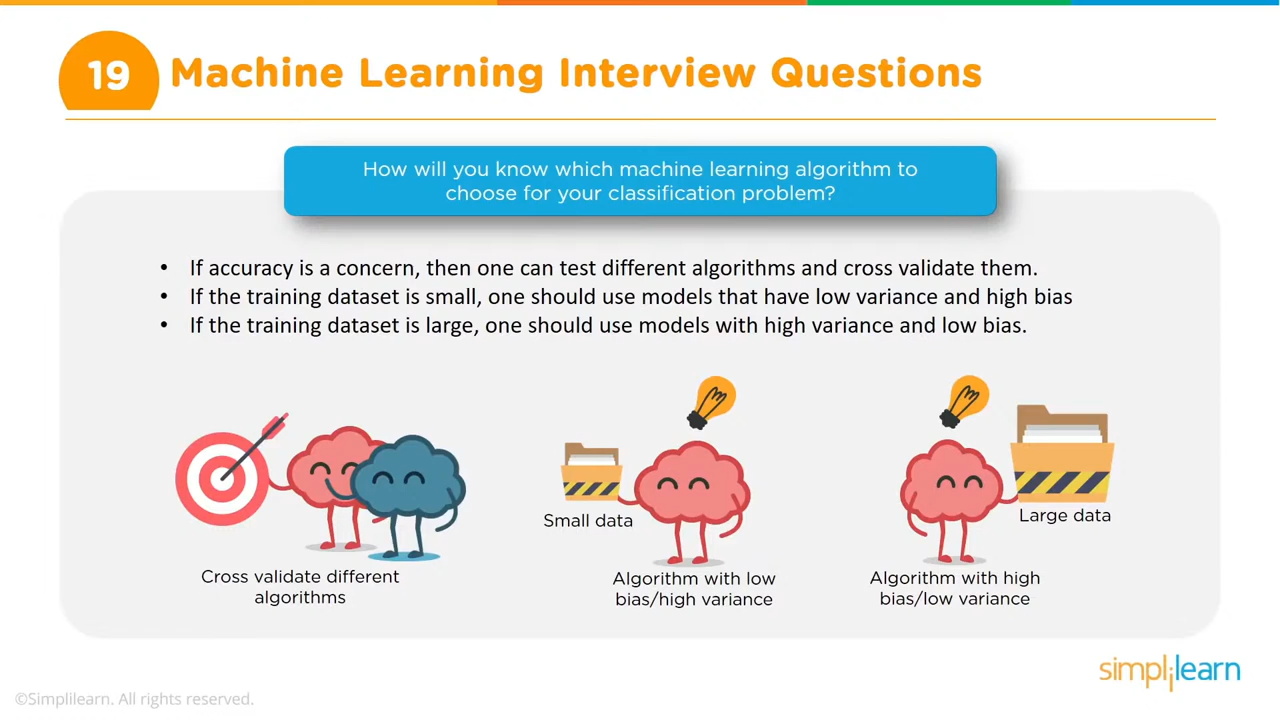 19 Machine Learning Interview Questions
How will you know which machine learning algorithm to
choose for your classification problem?
• If accuracy is a concern, then one can test different algorithms and cross validate them.
• If the training dataset is small, one should use models that have low variance and high bias
• If the training dataset is large, one should use models with high variance and low bias.
Small data
Large data
Cross validate different
algorithms
Algorithm with low
bias/high variance
Algorithm with high
bias/low variance
simplilearn
©Simplilearn. All rights reserved.